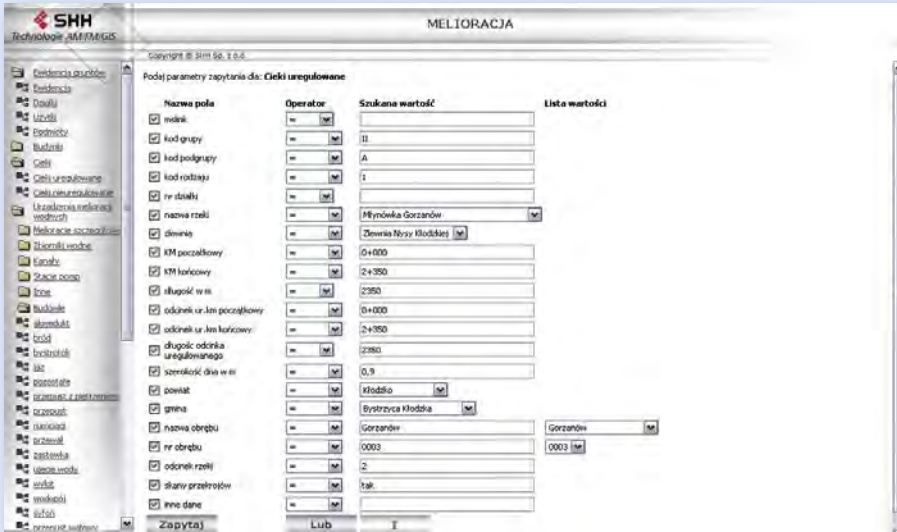 SHH
Technologie AM/FM/GIS
MELIORACJA
Copyright © SHH Sp. z o.o.
Ewidencja gruntów
Ewidencja
Działki
Użytki
Podmioty
Budynki
Cieki
Cieki uregulowane
Cieki nieuregulowane
Urządzenia melioracji wodnych
Melioracje szczegółowe
Zbiorniki wodne
Kanały
Stacje pomp
Inne
Budowle
akwedukt
bród
bystrotok
jaz
pozostałe
przepust z piętrzeniem
przepust
rurociąg
przewał
zastawka
ujęcie wody
wylot
wodopój
syfon
przepust wałowy
Podaj parametry zapytania dla: Cieki uregulowane
Nazwa pola Operator Szukana wartość Lista wartości
mslink =
kod grupy = II
kod podgrupy = A
kod rodzaju = 1
nr działki =
nazwa rzeki = Młynówka Gorzanów
zlewnia = Zlewnia Nysy Kłodzkiej
KM początkowy = 0+000
KM końcowy = 2+350
długość w m = 2350
odcinek ur.km początkowy = 0+000
odcinek ur.km końcowy = 2+350
długośc odcinka uregulowanego = 2350
szerokość dna w m = 0,9
powiat = Kłodzko
gmina = Bystrzyca Kłodzka
nazwa obrębu = Gorzanów Gorzanów
nr obrębu = 0003 0003
odcinek rzeki = 2
skany przekrojów = tak
inne dane =
Zapytaj Lub I